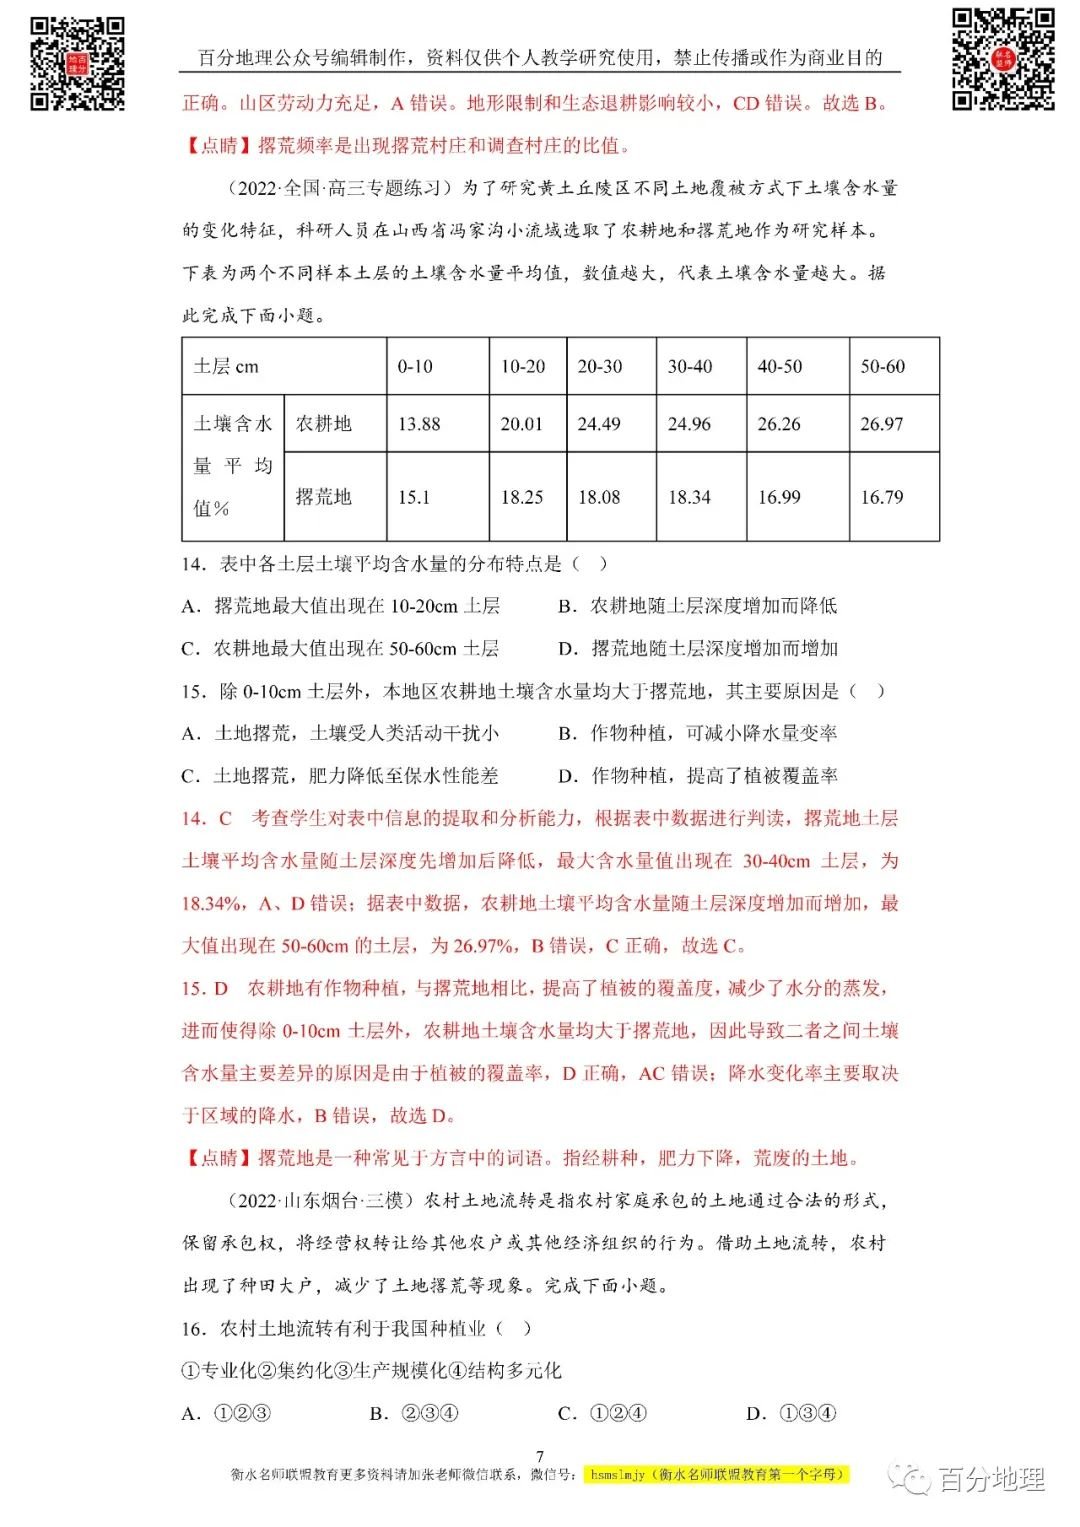 百分地理公众号编辑制作，资料仅供个人教学研究使用，禁止传播或作为商业目的
正确。山区劳动力充足，A 错误。地形限制和生态退耕影响较小，CD 错误。故选 B。
【点睛】撂荒频率是出现撂荒村庄和调查村庄的比值。
（2022·全国·高三专题练习）为了研究黄土丘陵区不同土地覆被方式下土壤含水量
的变化特征，科研人员在山西省冯家沟小流域选取了农耕地和撂荒地作为研究样本。
下表为两个不同样本土层的土壤含水量平均值，数值越大，代表土壤含水量越大。据
此完成下面小题。
土层 cm 0-10 10-20 20-30 30-40 40-50 50-60
土壤含水量平均值% 农耕地 13.88 20.01 24.49 24.96 26.26 26.97
撂荒地 15.1 18.25 18.08 18.34 16.99 16.79
14．表中各土层土壤平均含水量的分布特点是（ ）
A．撂荒地最大值出现在 10-20cm 土层 B．农耕地随土层深度增加而降低
C．农耕地最大值出现在 50-60cm 土层 D．撂荒地随土层深度增加而增加
15．除 0-10cm 土层外，本地区农耕地土壤含水量均大于撂荒地，其主要原因是（ ）
A．土地撂荒，土壤受人类活动干扰小 B．作物种植，可减小降水量变率
C．土地撂荒，肥力降低至保水性能差 D．作物种植，提高了植被覆盖率
14．C 考查学生对表中信息的提取和分析能力，根据表中数据进行判读，撂荒地土层
土壤平均含水量随土层深度先增加后降低，最大含水量值出现在 30-40cm 土层，为
18.34%，A、D 错误；据表中数据，农耕地土壤平均含水量随土层深度增加而增加，最
大值出现在 50-60cm 的土层，为 26.97%，B 错误，C 正确，故选 C。
15．D 农耕地有作物种植，与撂荒地相比，提高了植被的覆盖度，减少了水分的蒸发，
进而使得除 0-10cm 土层外，农耕地土壤含水量均大于撂荒地，因此导致二者之间土壤
含水量主要差异的原因是由于植被的覆盖率，D 正确，AC 错误；降水变化率主要取决
于区域的降水，B 错误，故选 D。
【点睛】撂荒地是一种常见于方言中的词语。指经耕种，肥力下降，荒废的土地。
（2022·山东烟台·三模）农村土地流转是指农村家庭承包的土地通过合法的形式，
保留承包权，将经营权转让给其他农户或其他经济组织的行为。借助土地流转，农村
出现了种田大户，减少了土地撂荒等现象。完成下面小题。
16．农村土地流转有利于我国种植业（ ）
①专业化②集约化③生产规模化④结构多元化
A．①②③ B．②③④ C．①②④ D．①③④
7
衡水名师联盟教育更多资料请加张老师微信联系，微信号： hsmslmjy（衡水名师联盟教育第一个字母）
百分地理